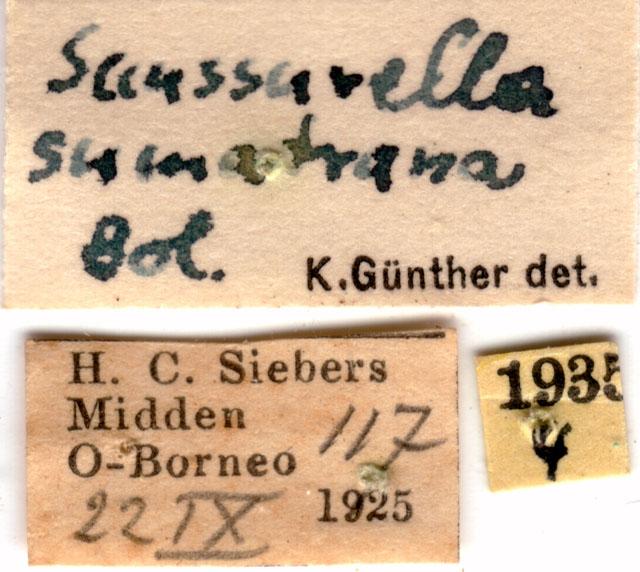 Saussurella
sumatrana
Bol.
K.Günther det.
H. C. Siebers
Midden
O-Borneo 117
22 IX 1925
1935